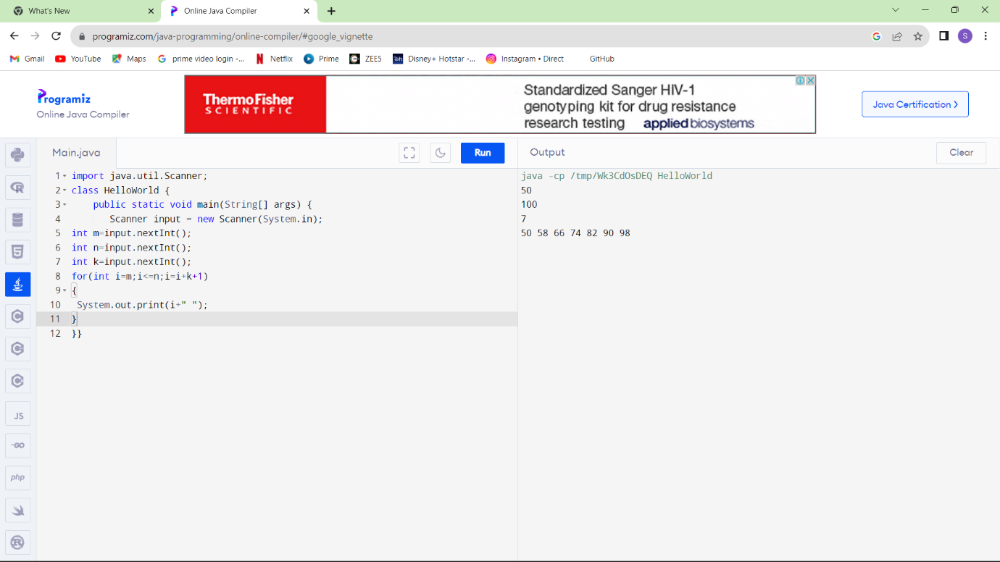 What's New
Online Java Compiler
programiz.com/java-programming/online-compiler/#google_vignette
S
Gmail
YouTube
Maps
prime video login -...
Netflix
Prime
ZEE5
Disney+ Hotstar -...
Instagram • Direct
GitHub
Programiz
Online Java Compiler
ThermoFisher
SCIENTIFIC
Standardized Sanger HIV-1
genotyping kit for drug resistance
research testing applied biosystems
Java Certification >
Main.java
Run
Output
Clear
1 import java.util.Scanner;
2 class HelloWorld {
3     public static void main(String[] args) {
4        Scanner input = new Scanner(System.in);
5 int m=input.nextInt();
6 int n=input.nextInt();
7 int k=input.nextInt();
8 for(int i=m;i<=n;i=i+k+1)
9 {
10  System.out.print(i+" ");
11 }
12 }}
java -cp /tmp/Wk3CdOsDEQ HelloWorld
50
100
7
50 58 66 74 82 90 98
R
5
C
C
C
JS
GO
php
R